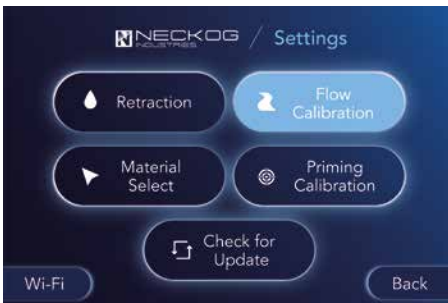 NECKOG INDUSTRIES / Settings
Retraction
Flow
Calibration
Material
Select
Priming
Calibration
Check for
Update
Wi-Fi
Back